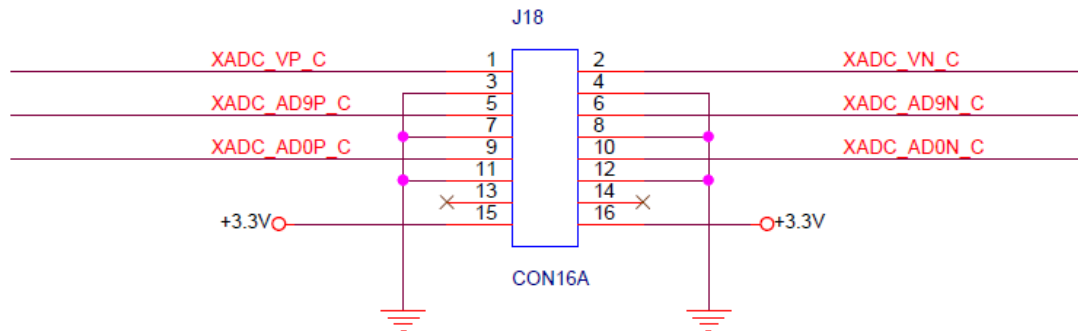 J18
XADC_VP_C 1 2 XADC_VN_C
3 4
XADC_AD9P_C 5 6 XADC_AD9N_C
7 8
XADC_AD0P_C 9 10 XADC_AD0N_C
11 12
13 14
+3.3V 15 16 +3.3V
CON16A